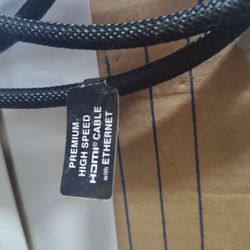 PREMIUM
HIGH SPEED
HDMI® CABLE
with ETHERNET